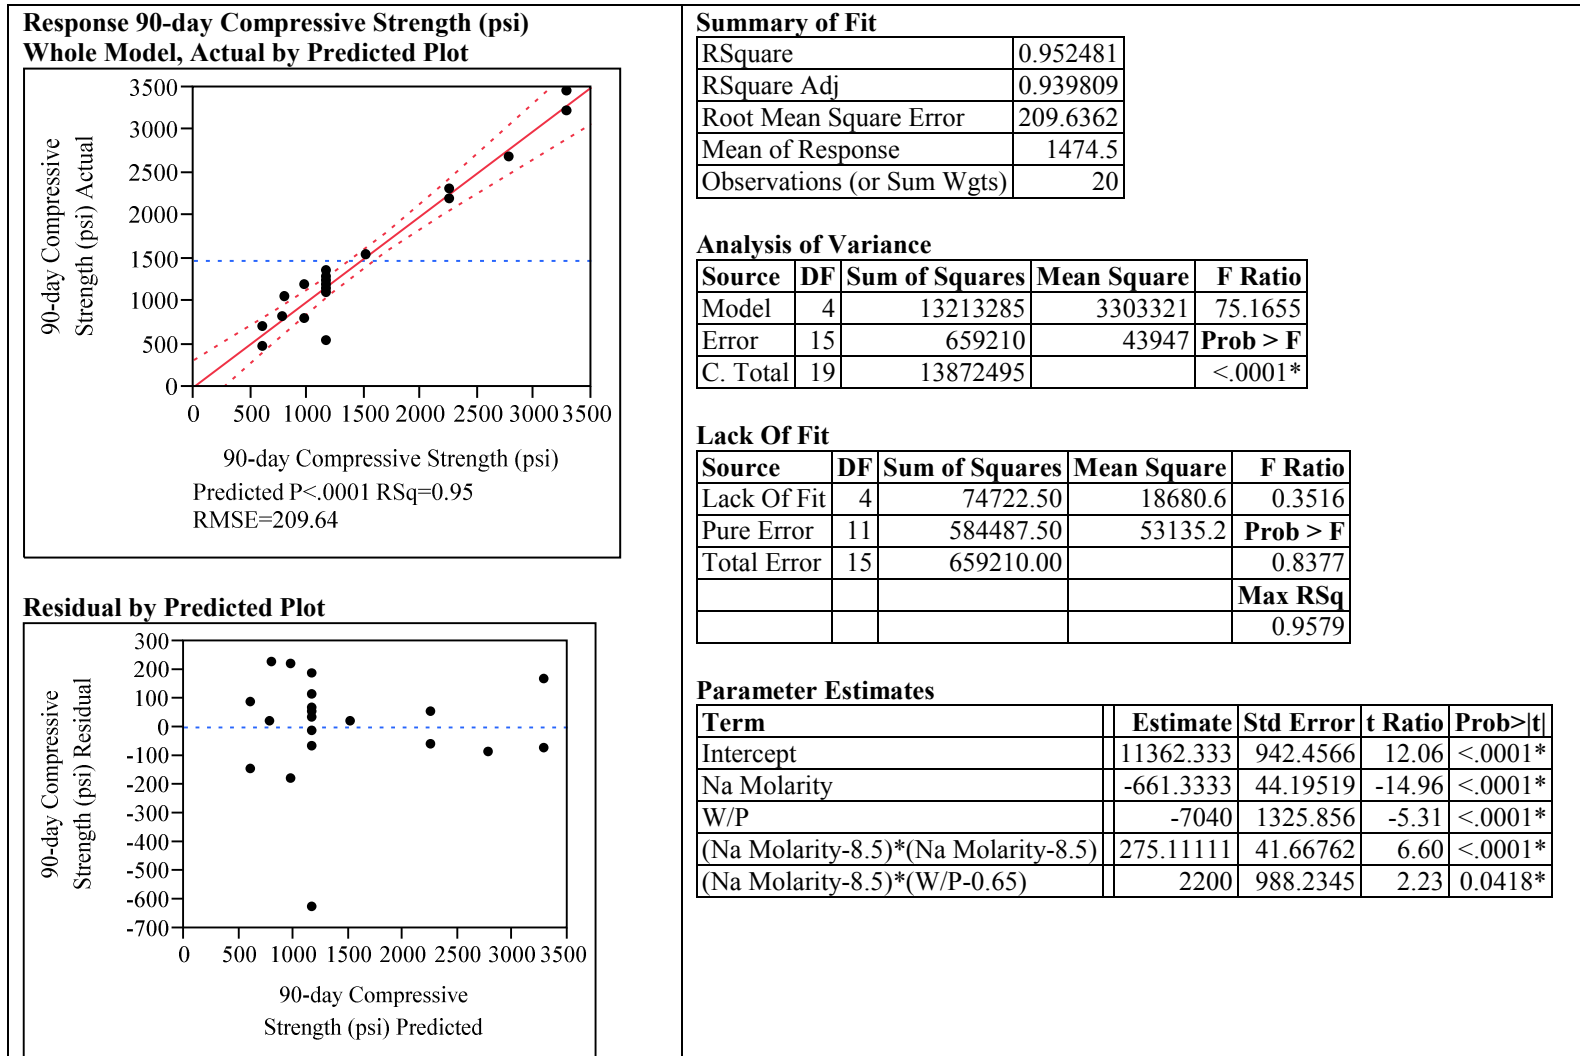 Response 90-day Compressive Strength (psi)
Whole Model, Actual by Predicted Plot
90-day Compressive
Strength (psi) Actual
3500
3000
2500
2000
1500
1000
500
0
0 500 1000 1500 2000 2500 3000 3500
90-day Compressive Strength (psi)
Predicted P<.0001 RSq=0.95
RMSE=209.64
Residual by Predicted Plot
90-day Compressive
Strength (psi) Residual
300
200
100
0
-100
-200
-300
-400
-500
-600
-700
0 500 1000 1500 2000 2500 3000 3500
90-day Compressive
Strength (psi) Predicted
Summary of Fit
RSquare 0.952481
RSquare Adj 0.939809
Root Mean Square Error 209.6362
Mean of Response 1474.5
Observations (or Sum Wgts) 20
Analysis of Variance
Source DF Sum of Squares Mean Square F Ratio
Model 4 13213285 3303321 75.1655
Error 15 659210 43947 Prob > F
C. Total 19 13872495 <.0001*
Lack Of Fit
Source DF Sum of Squares Mean Square F Ratio
Lack Of Fit 4 74722.50 18680.6 0.3516
Pure Error 11 584487.50 53135.2 Prob > F
Total Error 15 659210.00 0.8377
Max RSq
0.9579
Parameter Estimates
Term Estimate Std Error t Ratio Prob>|t|
Intercept 11362.333 942.4566 12.06 <.0001*
Na Molarity -661.3333 44.19519 -14.96 <.0001*
W/P -7040 1325.856 -5.31 <.0001*
(Na Molarity-8.5)*(Na Molarity-8.5) 275.11111 41.66762 6.60 <.0001*
(Na Molarity-8.5)*(W/P-0.65) 2200 988.2345 2.23 0.0418*